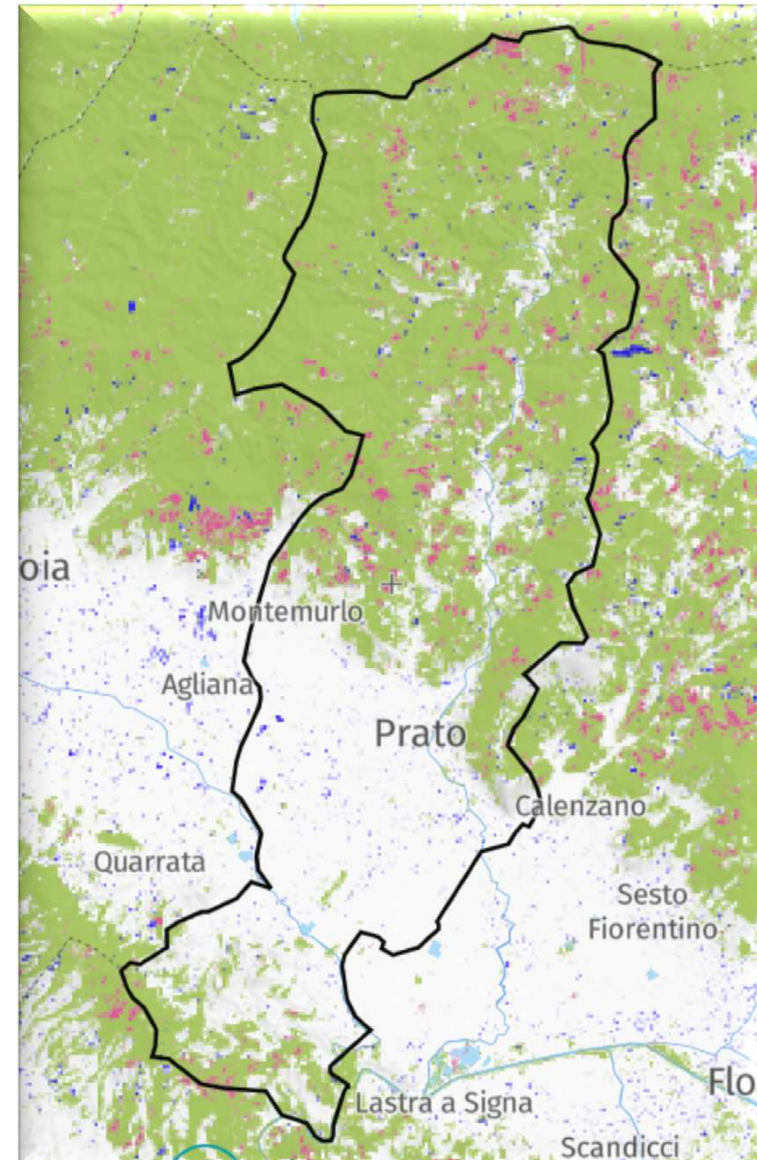 oia
Montemurlo
Agliana
Prato
Calenzano
Quarrata
Sesto
Fiorentino
Flo
Lastra a Signa
Scandicci